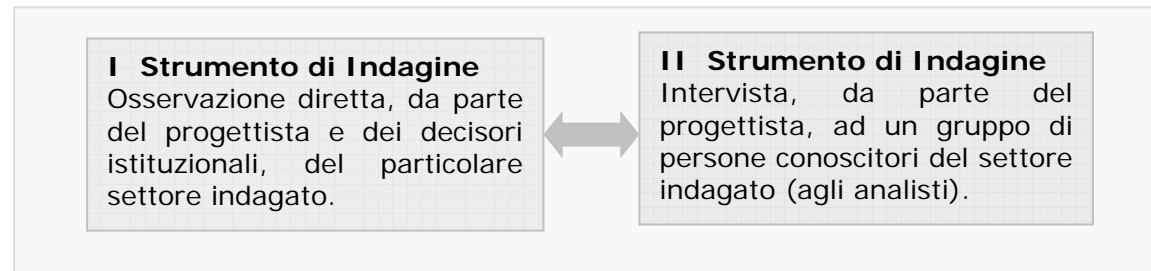 I Strumento di Indagine
Osservazione diretta, da parte
del progettista e dei decisori
istituzionali, del particolare
settore indagato.
II Strumento di Indagine
Intervista, da parte del
progettista, ad un gruppo di
persone conoscitori del settore
indagato (agli analisti).